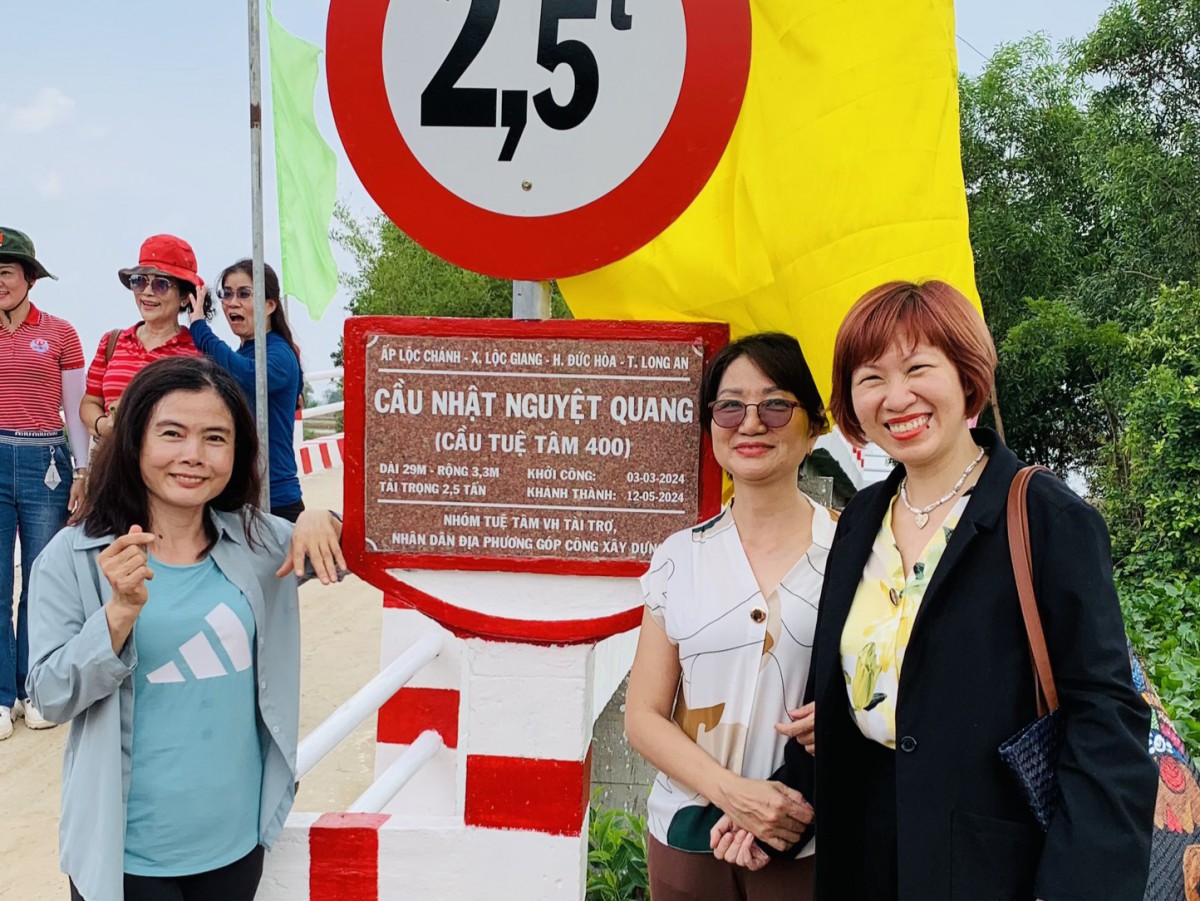 2,5t
ẤP LỘC CHÁNH - X. LỘC GIANG - H. ĐỨC HÒA - T. LONG AN
CẦU NHẬT NGUYỆT QUANG
(CẦU TUỆ TÂM 400)
DÀI 29M - RỘNG 3,3M KHỞI CÔNG: 03-03-2024
TẢI TRỌNG 2,5 TẤN KHÁNH THÀNH: 12-05-2024
NHÓM TUỆ TÂM VH TÀI TRỢ,
NHÂN DÂN ĐỊA PHƯƠNG GÓP CÔNG XÂY DỰN